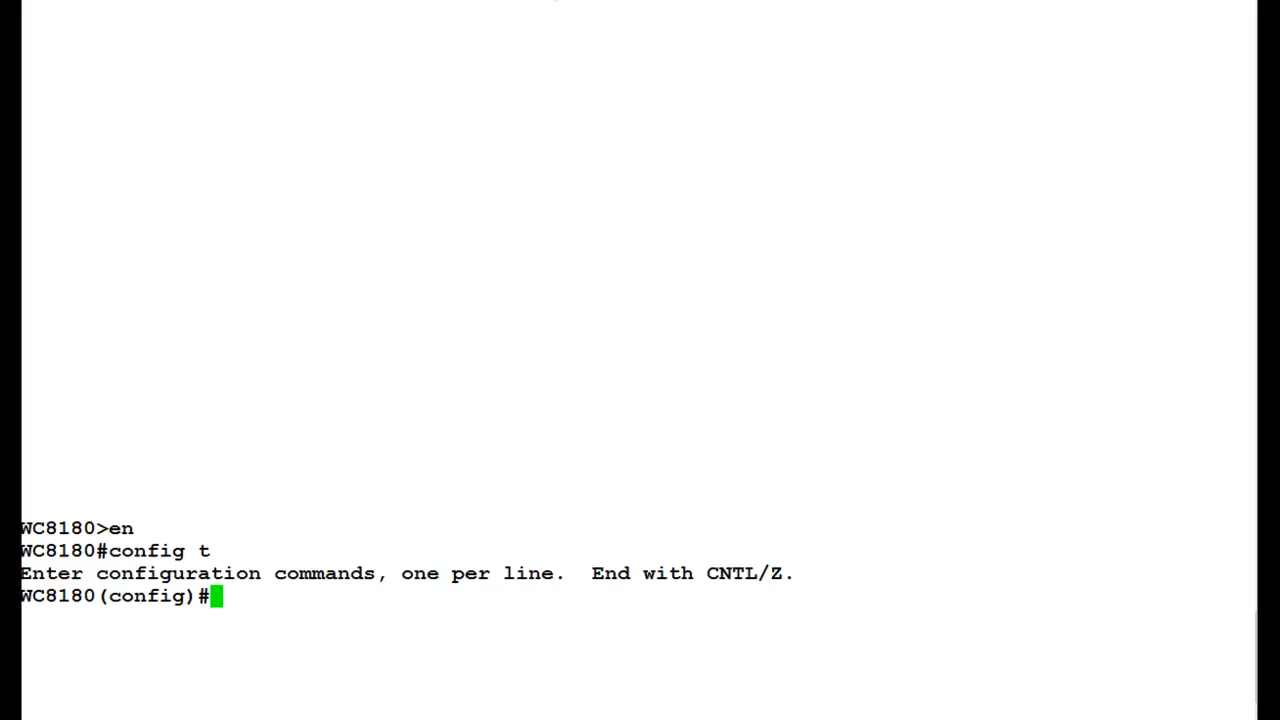 WC8180>en
WC8180#config t
Enter configuration commands, one per line.  End with CNTL/Z.
WC8180(config)#